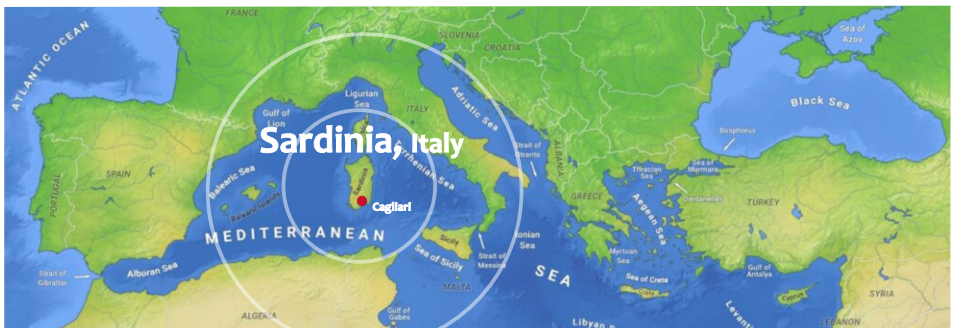 FRANCE
SLOVENIA
CROATIA
Sea of
Azov
ATLANTIC OCEAN
Ligurian
Sea
Gulf of
Lion
ITALY
Adriatic Sea
Black Sea
Bosphorus
Sardinia, Italy
Tyrrhenian Sea
Strait of
Otranto
ALBANIA
Sea of
Marmara
Thracian
Sea
Dardanelles
PORTUGAL
SPAIN
Balearic Sea
Balearic Islands
Sardinia
Cagliari
GREECE
Aegean Sea
TURKEY
MEDITERRANEAN
SEA
Sicily
Sea of Sicily
Strait of
Messina
Ionian
Sea
Myrtoan
Sea
Strait of
Gibraltar
Alboran Sea
MALTA
Sea of Crete
Crete
Gulf of
Antalya
Cyprus
SYRIA
LEBANON
ALGERIA
Gulf of
Gabes
Libyan
Levanti